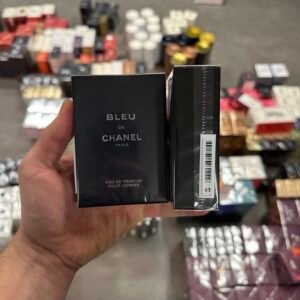 BLEU
DE
CHANEL
PARIS
EAU DE PARFUM
POUR HOMME